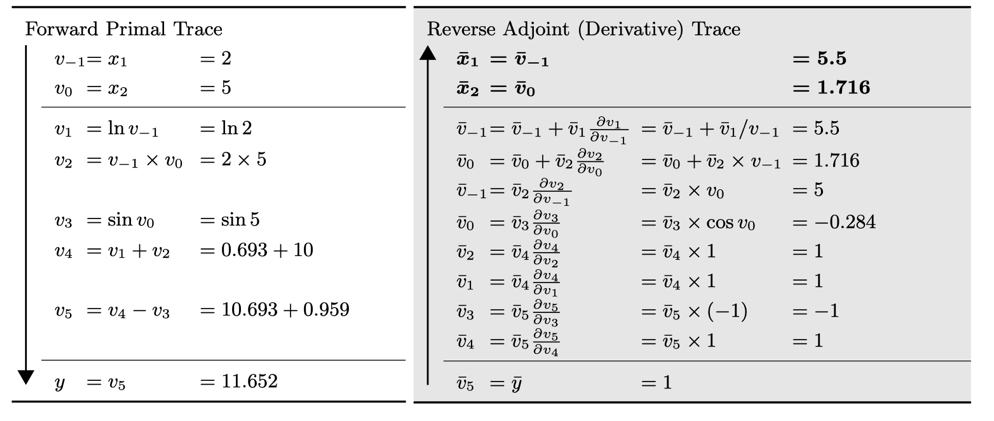 Forward Primal Trace
v₋₁ = x₁ = 2
v₀ = x₂ = 5
v₁ = ln v₋₁ = ln 2
v₂ = v₋₁ × v₀ = 2 × 5
v₃ = sin v₀ = sin 5
v₄ = v₁ + v₂ = 0.693 + 10
v₅ = v₄ − v₃ = 10.693 + 0.959
y = v₅ = 11.652
Reverse Adjoint (Derivative) Trace
x̄₁ = v̄₋₁ = 5.5
x̄₂ = v̄₀ = 1.716
v̄₋₁ = v̄₋₁ + v̄₁ ∂v₁/∂v₋₁ = v̄₋₁ + v̄₁/v₋₁ = 5.5
v̄₀ = v̄₀ + v̄₂ ∂v₂/∂v₀ = v̄₀ + v̄₂ × v₋₁ = 1.716
v̄₋₁ = v̄₂ ∂v₂/∂v₋₁ = v̄₂ × v₀ = 5
v̄₀ = v̄₃ ∂v₃/∂v₀ = v̄₃ × cos v₀ = −0.284
v̄₂ = v̄₄ ∂v₄/∂v₂ = v̄₄ × 1 = 1
v̄₁ = v̄₄ ∂v₄/∂v₁ = v̄₄ × 1 = 1
v̄₃ = v̄₅ ∂v₅/∂v₃ = v̄₅ × (−1) = −1
v̄₄ = v̄₅ ∂v₅/∂v₄ = v̄₅ × 1 = 1
v̄₅ = ȳ = 1